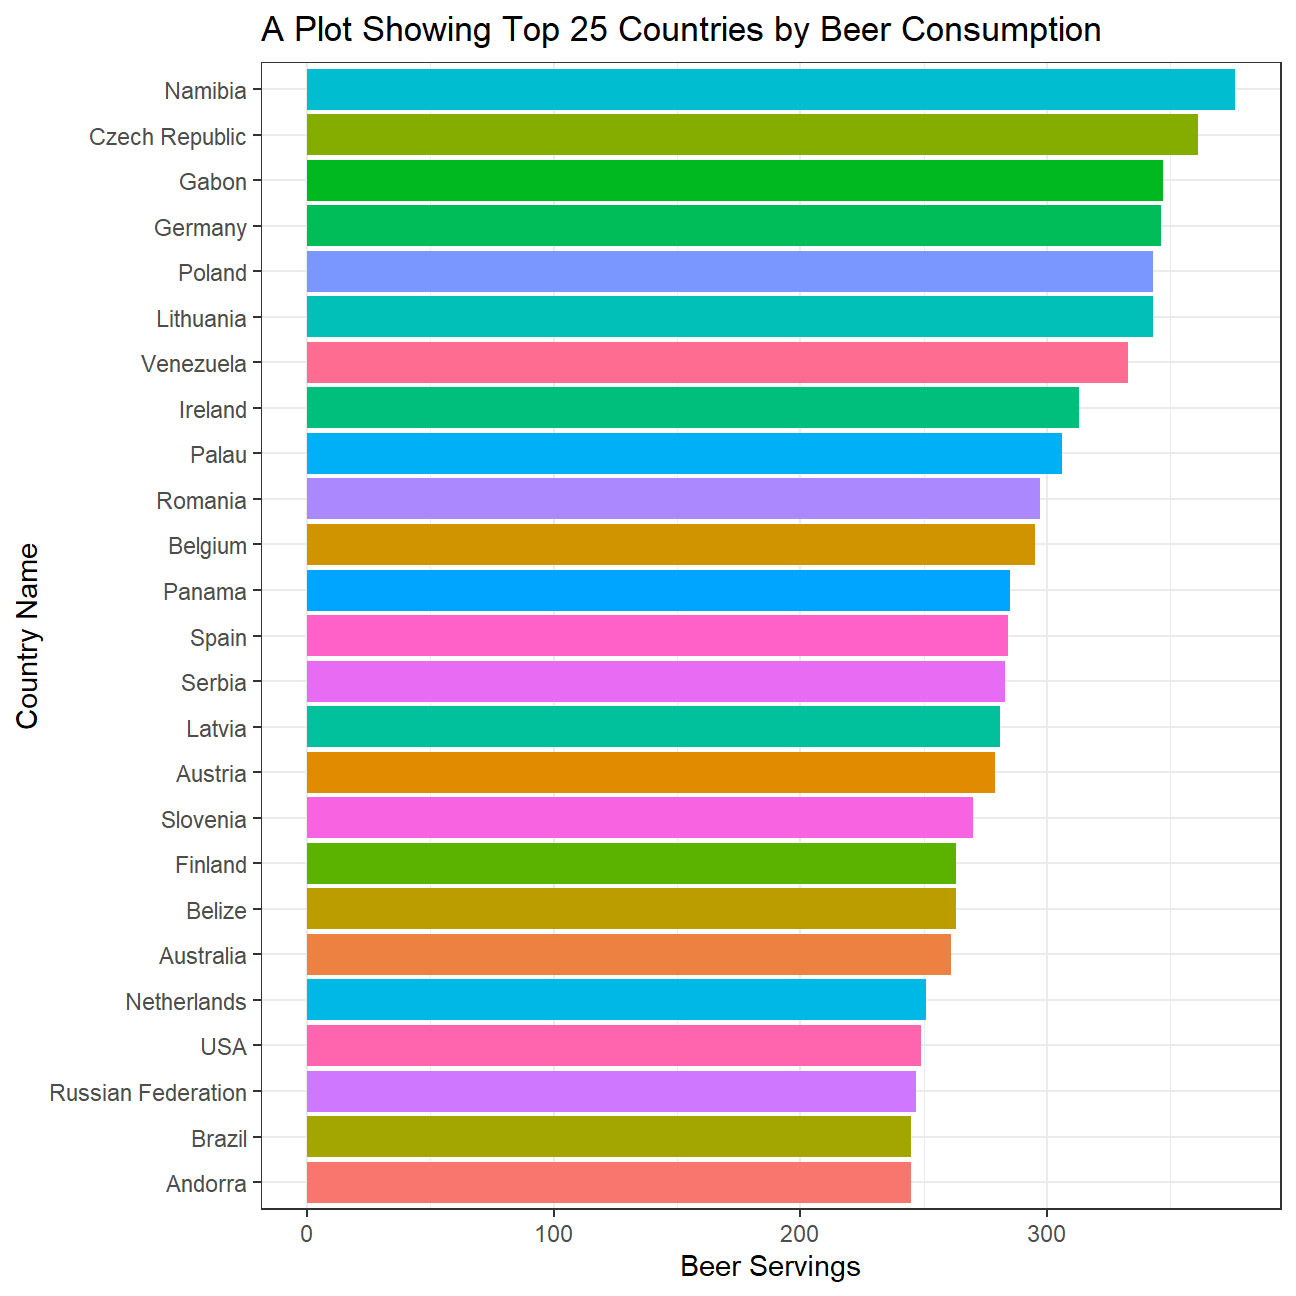 A Plot Showing Top 25 Countries by Beer Consumption
Country Name
Namibia
Czech Republic
Gabon
Germany
Poland
Lithuania
Venezuela
Ireland
Palau
Romania
Belgium
Panama
Spain
Serbia
Latvia
Austria
Slovenia
Finland
Belize
Australia
Netherlands
USA
Russian Federation
Brazil
Andorra
0 100 200 300
Beer Servings